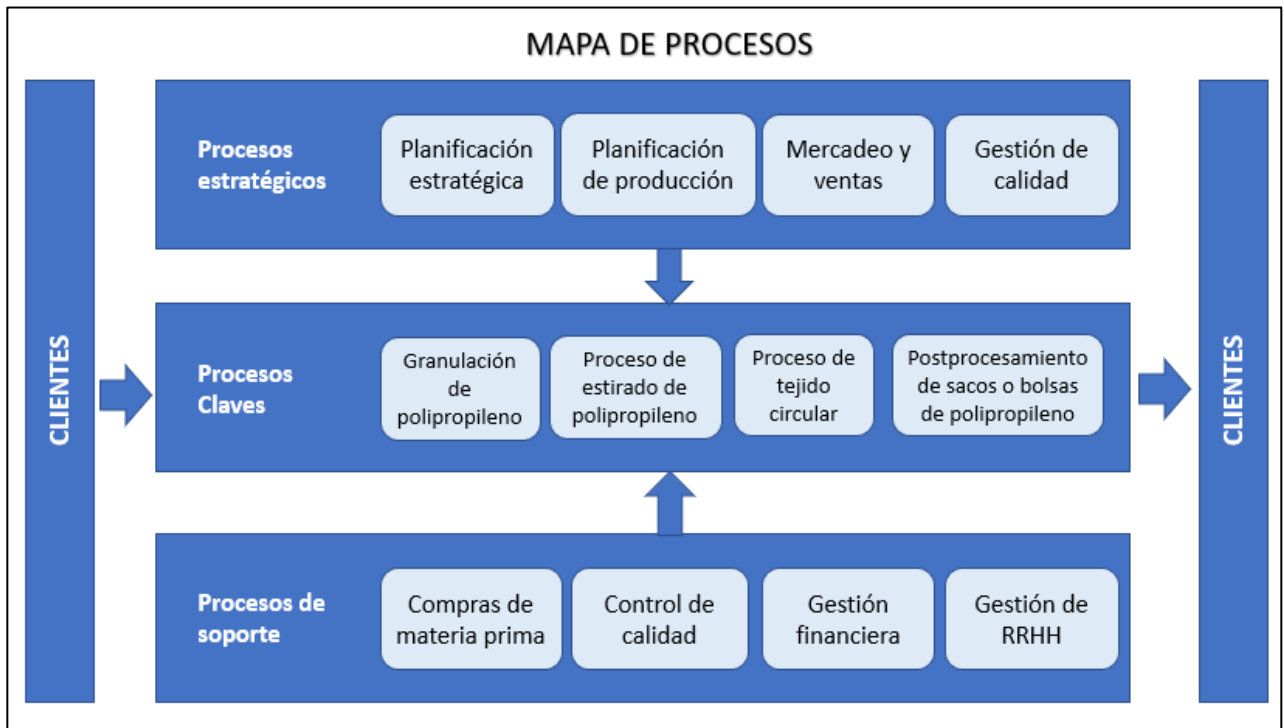 MAPA DE PROCESOS
CLIENTES
Procesos
estratégicos
Planificación
estratégica
Planificación
de producción
Mercadeo y
ventas
Gestión de
calidad
Procesos
Claves
Granulación
de
polipropileno
Proceso de
estirado de
polipropileno
Proceso de
tejido
circular
Postprocesamiento
de sacos o bolsas
de polipropileno
Procesos de
soporte
Compras de
materia prima
Control de
calidad
Gestión
financiera
Gestión de
RRHH
CLIENTES